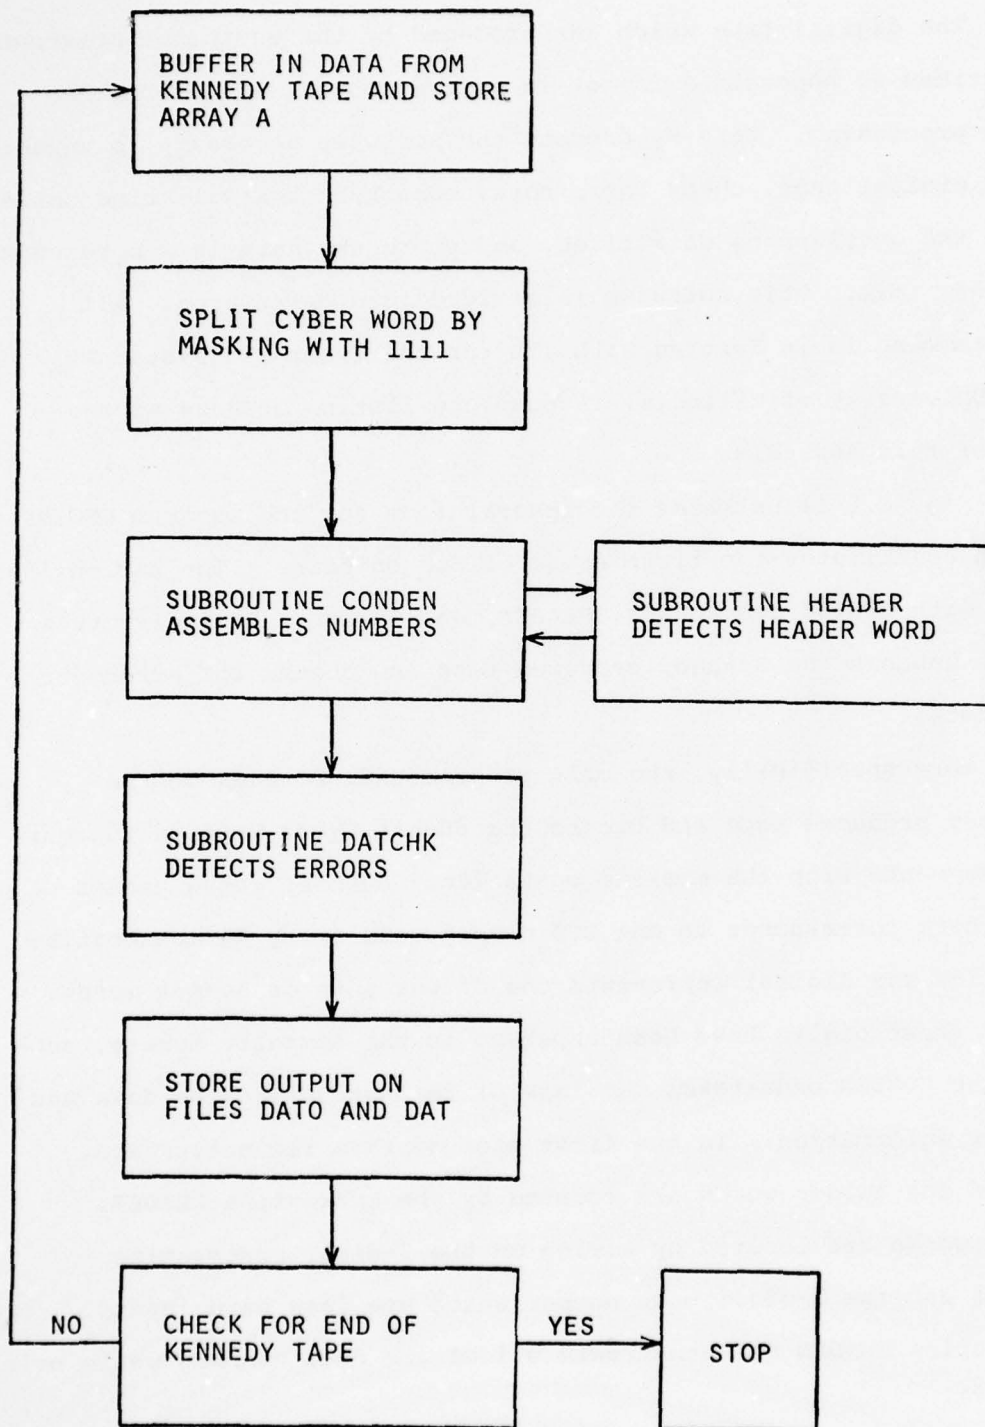 BUFFER IN DATA FROM
KENNEDY TAPE AND STORE
ARRAY A
SPLIT CYBER WORD BY
MASKING WITH 1111
SUBROUTINE CONDEN
ASSEMBLES NUMBERS
SUBROUTINE HEADER
DETECTS HEADER WORD
SUBROUTINE DATCHK
DETECTS ERRORS
STORE OUTPUT ON
FILES DATO AND DAT
NO
CHECK FOR END OF
KENNEDY TAPE
YES
STOP